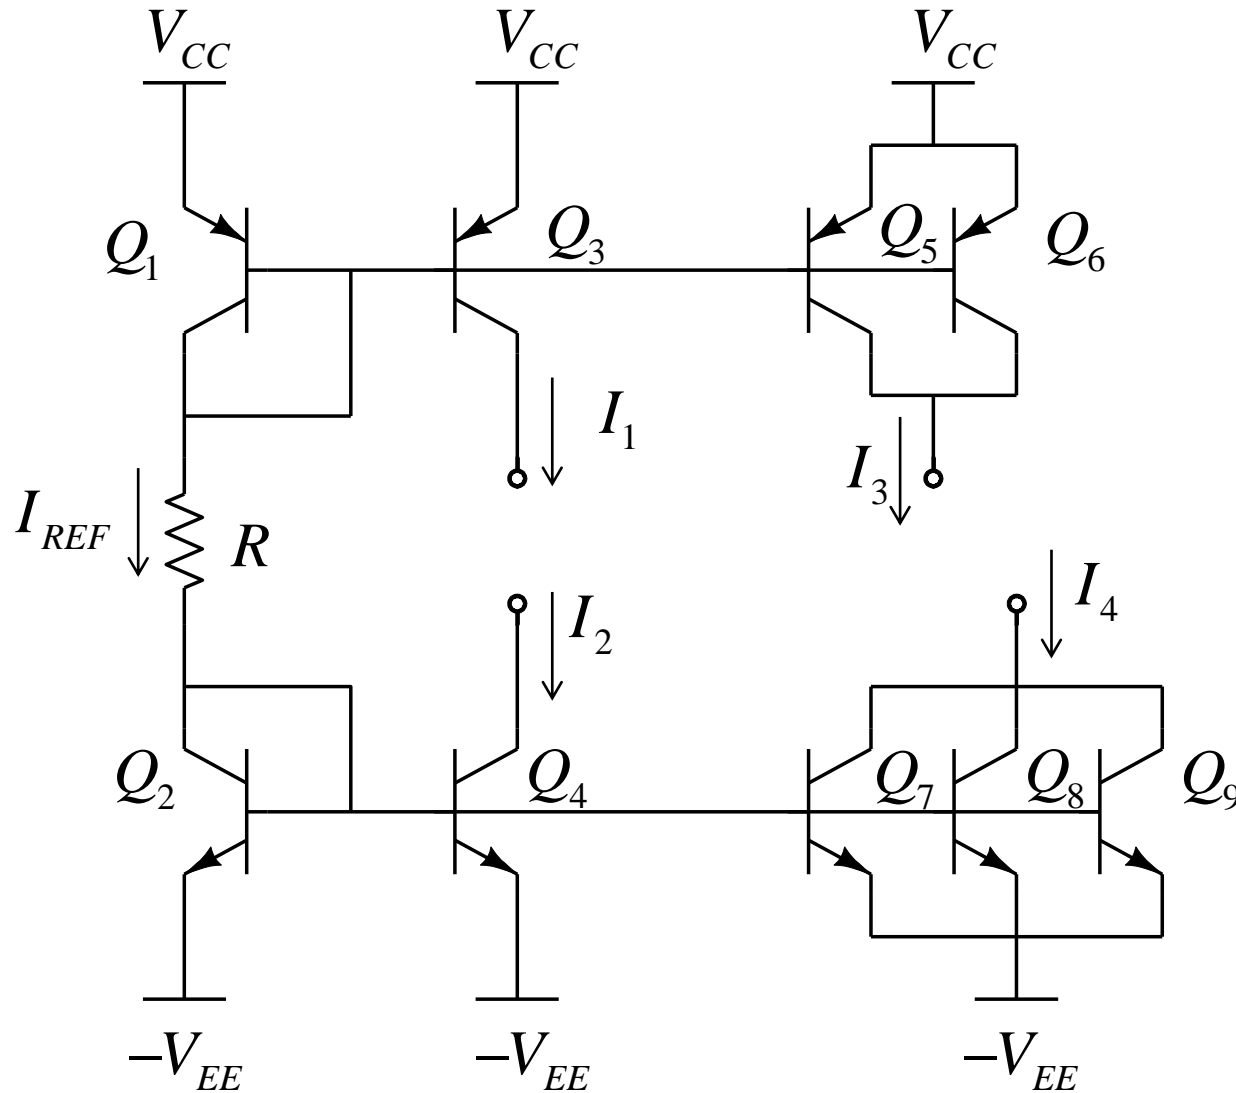 V_CC V_CC V_CC
Q_1 Q_3 Q_5 Q_6
I_1
I_3
I_REF R
I_2 I_4
Q_2 Q_4 Q_7 Q_8 Q_9
–V_EE –V_EE –V_EE